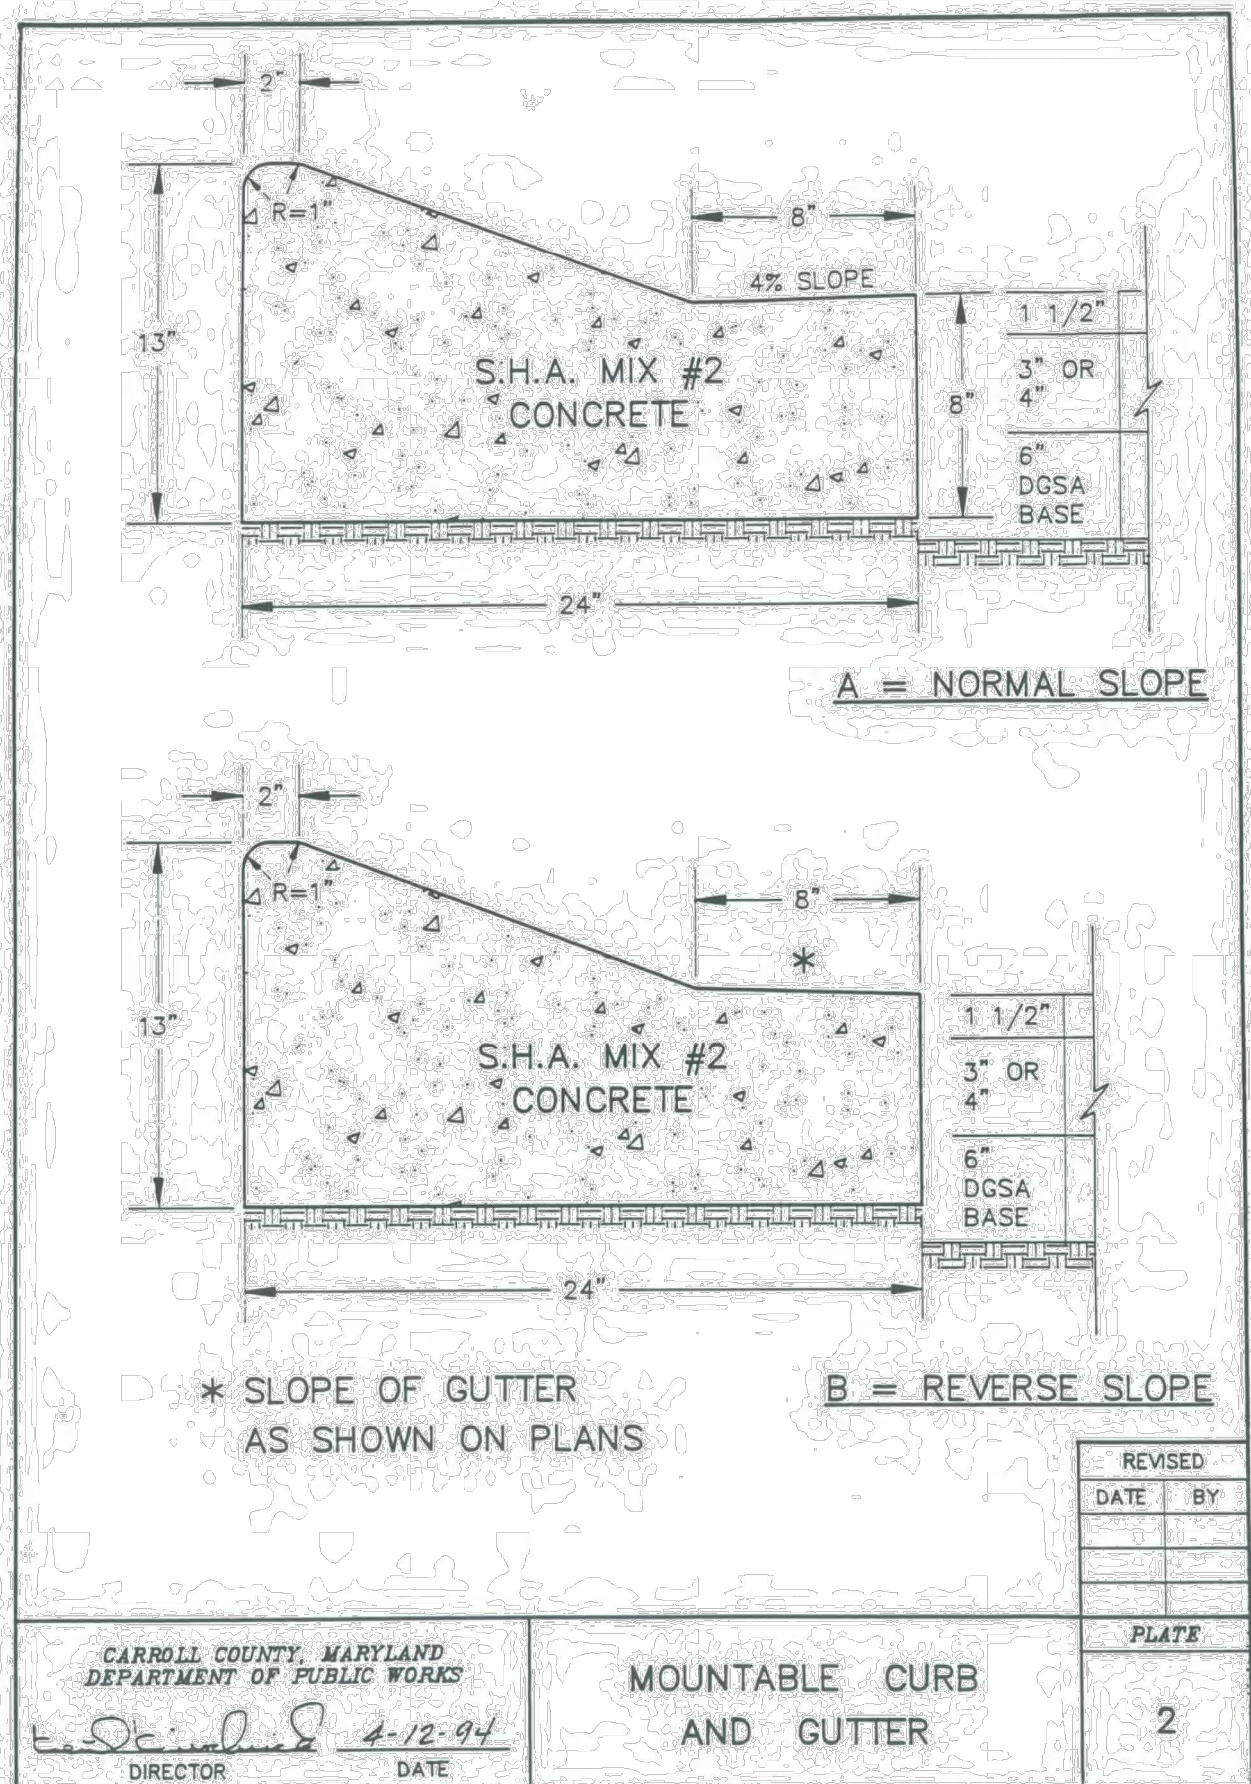 2"
R=1"
8"
4% SLOPE
13"
S.H.A. MIX #2
CONCRETE
8"
1 1/2"
3" OR
4"
6"
DGSA
BASE
24"
A = NORMAL SLOPE
2"
R=1"
8"
*
13"
S.H.A. MIX #2
CONCRETE
1 1/2"
3" OR
4"
6"
DGSA
BASE
24"
* SLOPE OF GUTTER
AS SHOWN ON PLANS
B = REVERSE SLOPE
REVISED
DATE BY
CARROLL COUNTY, MARYLAND
DEPARTMENT OF PUBLIC WORKS
4-12-94
DIRECTOR
DATE
MOUNTABLE CURB
AND GUTTER
PLATE
2